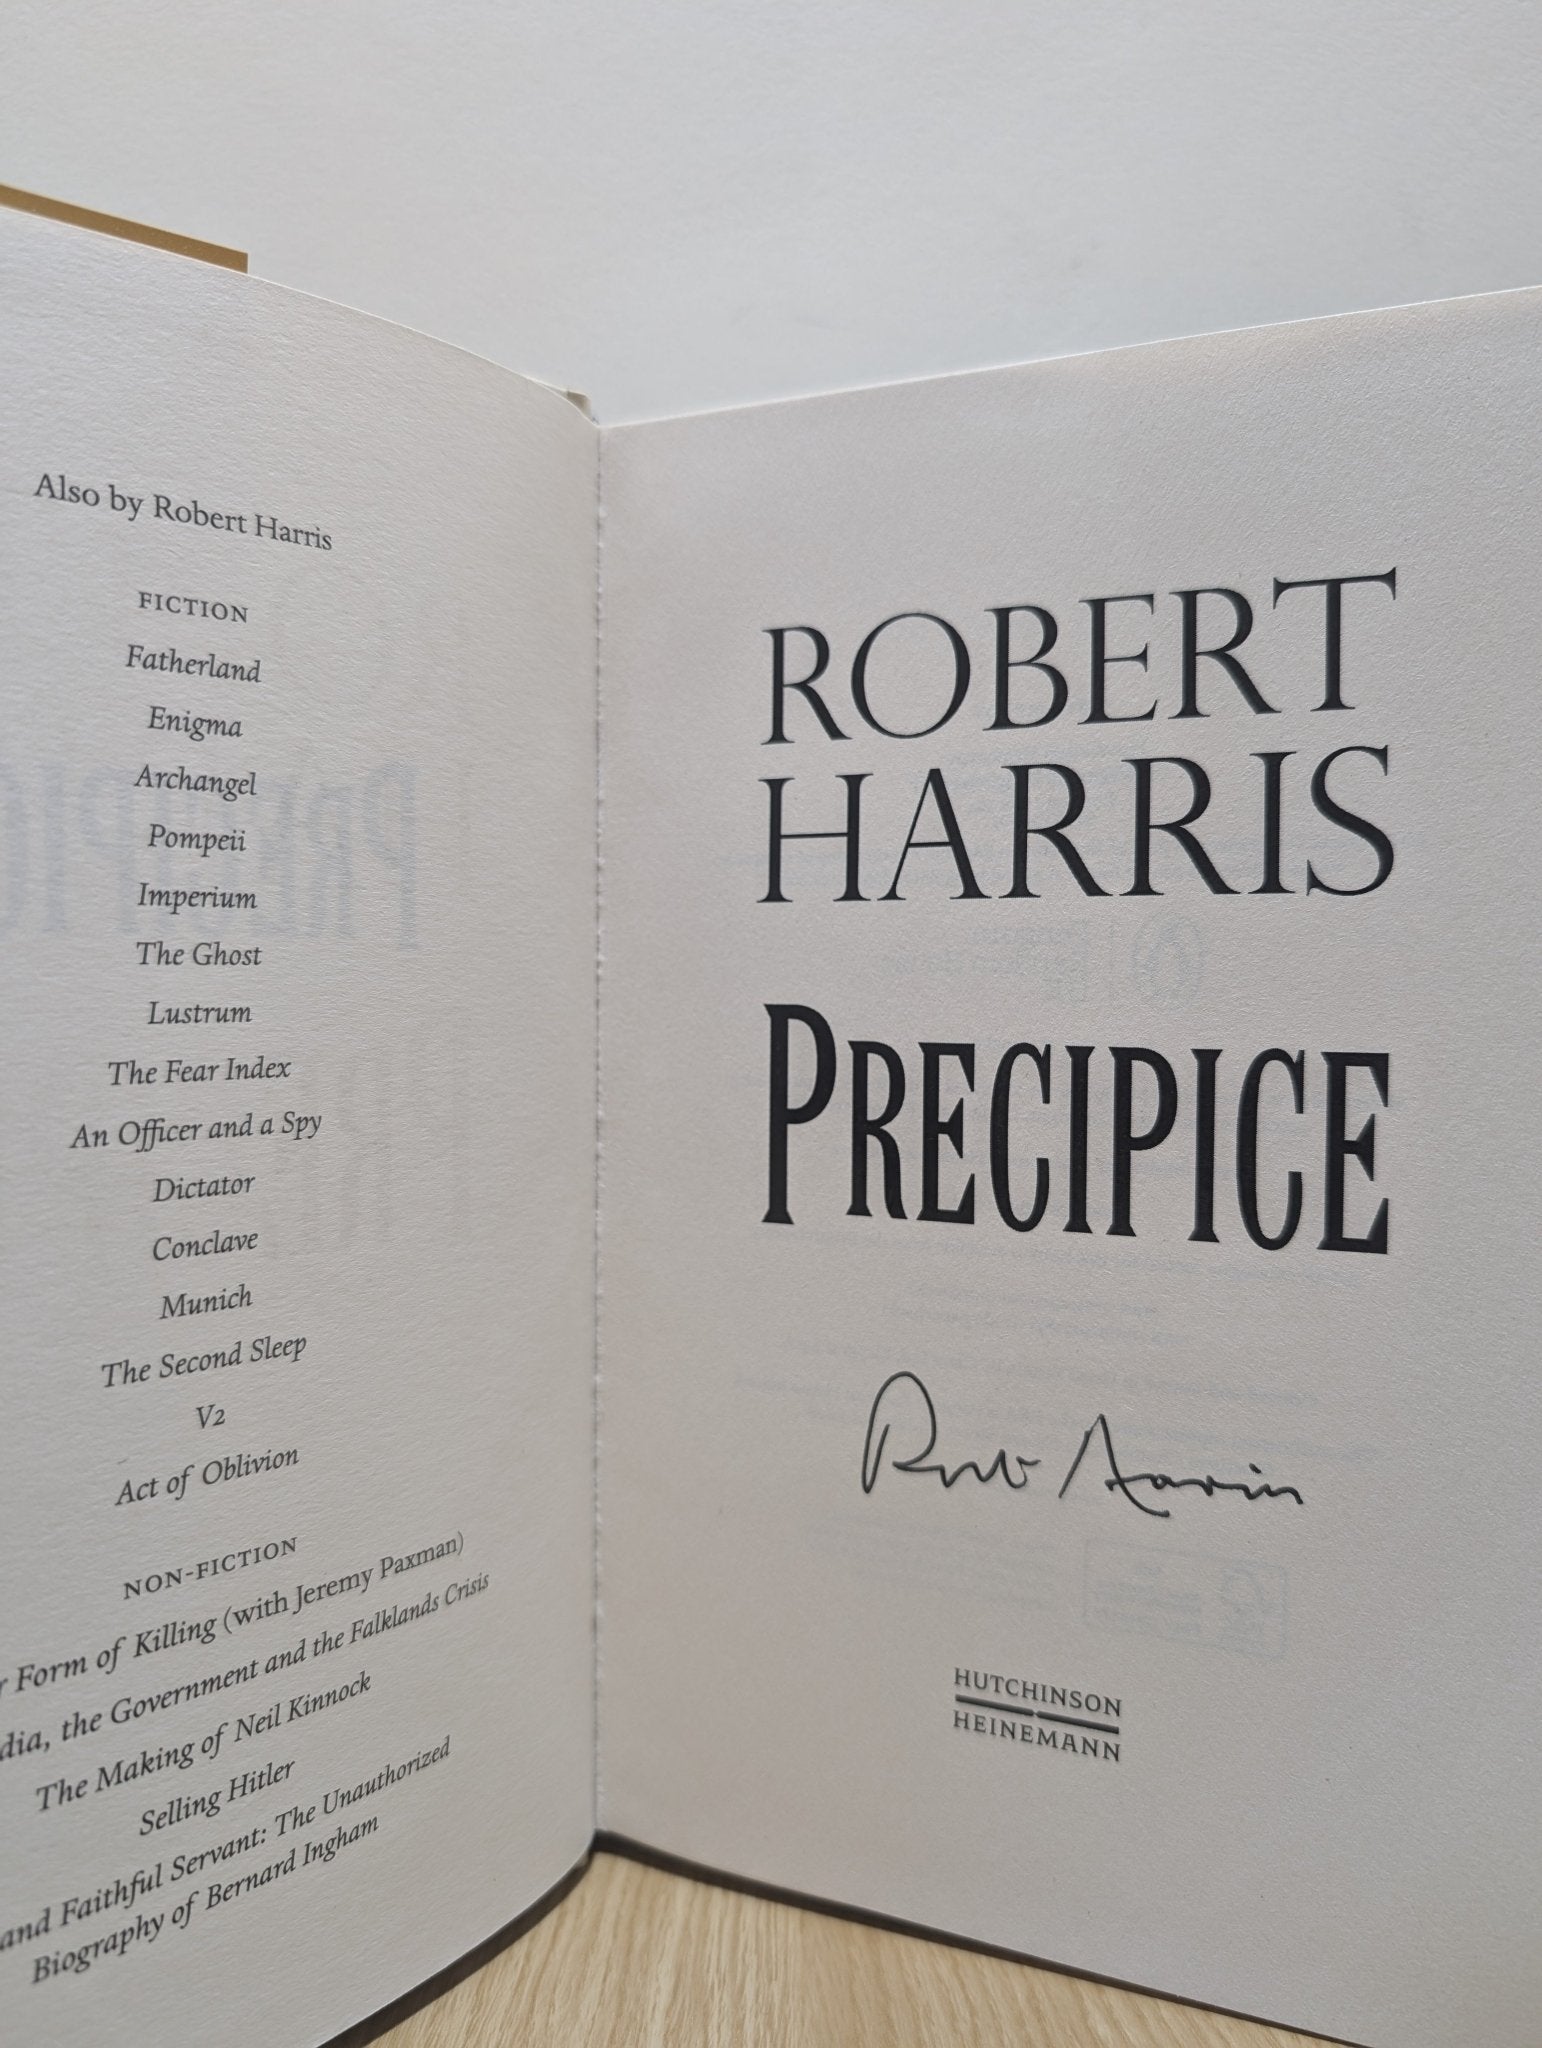 Also by Robert Harris
FICTION
Fatherland
Enigma
Archangel
Pompeii
Imperium
The Ghost
Lustrum
The Fear Index
An Officer and a Spy
Dictator
Conclave
Munich
The Second Sleep
V2
Act of Oblivion
NON-FICTION
Form of Killing (with Jeremy Paxman)
the Government and the Falklands Crisis
The Making of Neil Kinnock
Selling Hitler
and Faithful Servant: The Unauthorized
Biography of Bernard Ingham
ROBERT
HARRIS
PRECIPICE
HUTCHINSON
HEINEMANN